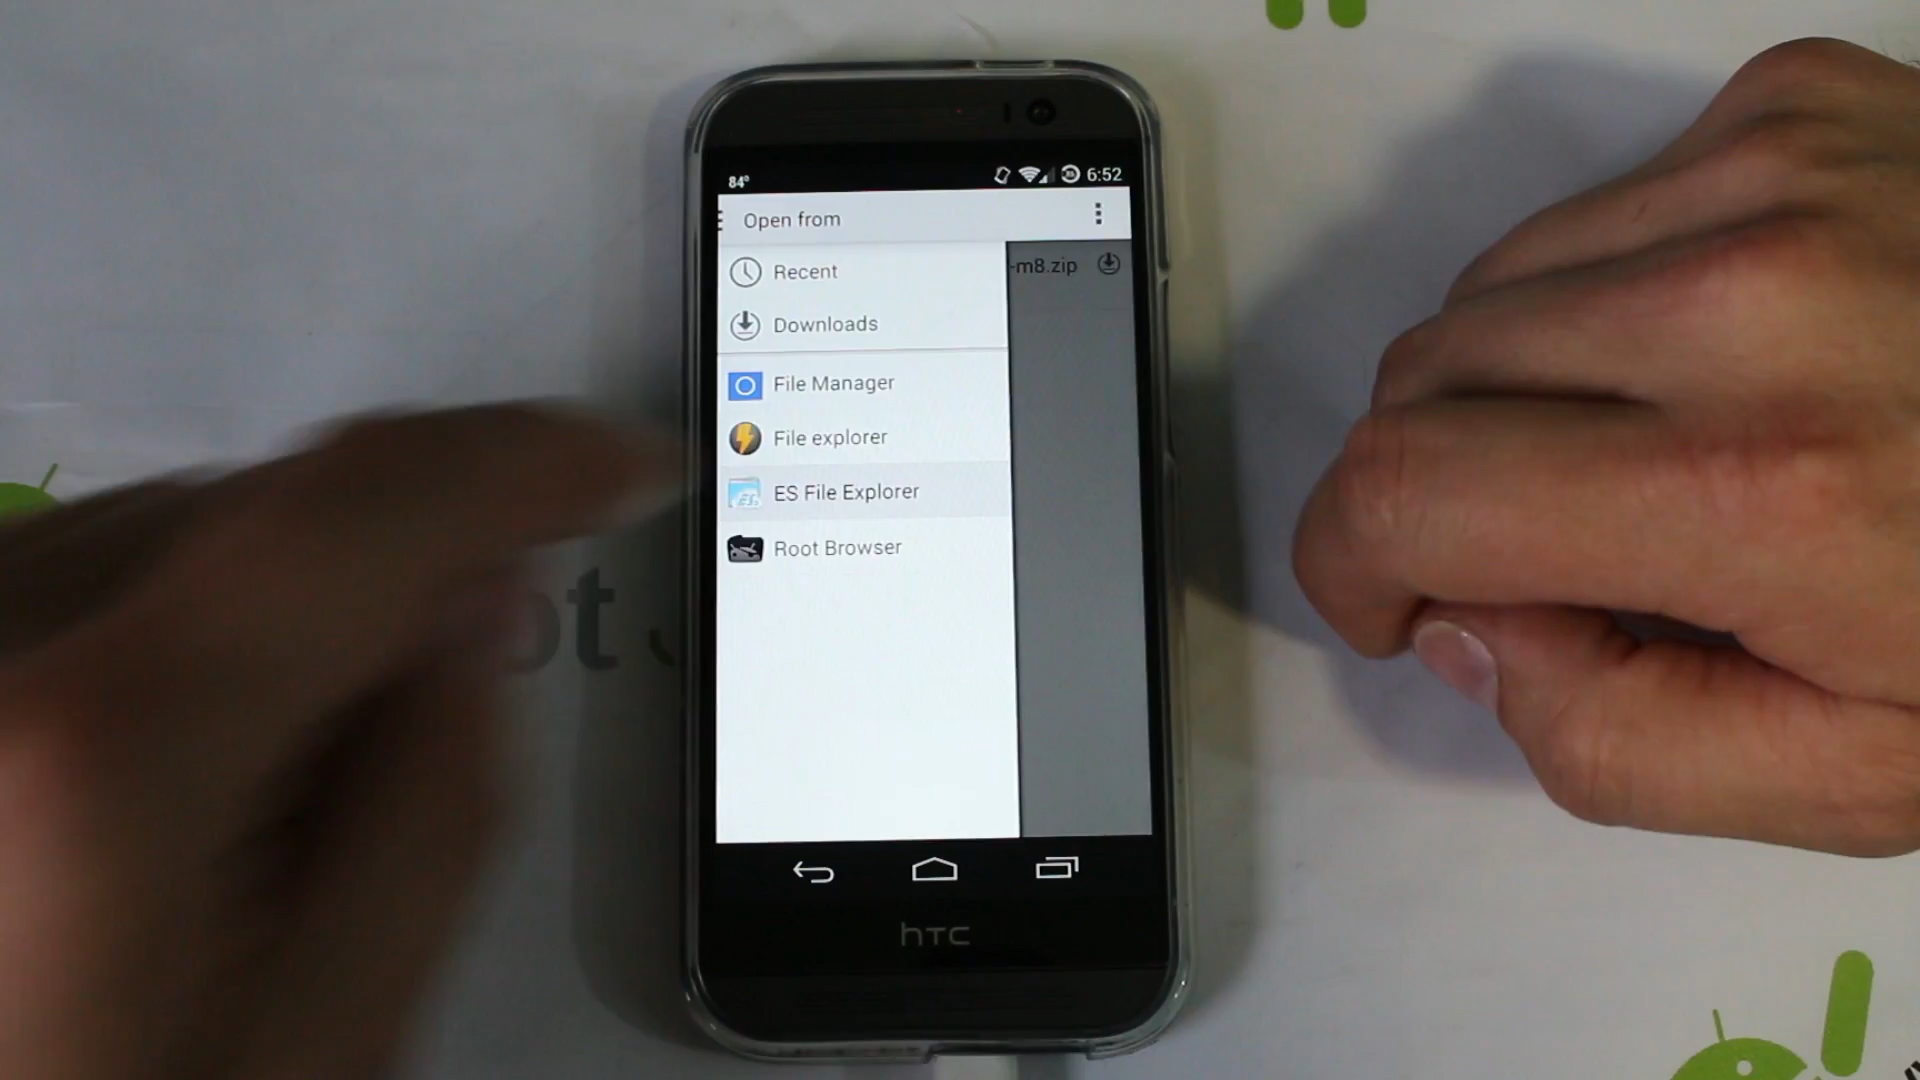 84°
6:52
Open from
Recent
-m8.zip
Downloads
File Manager
File explorer
ES File Explorer
Root Browser
ot
hTC